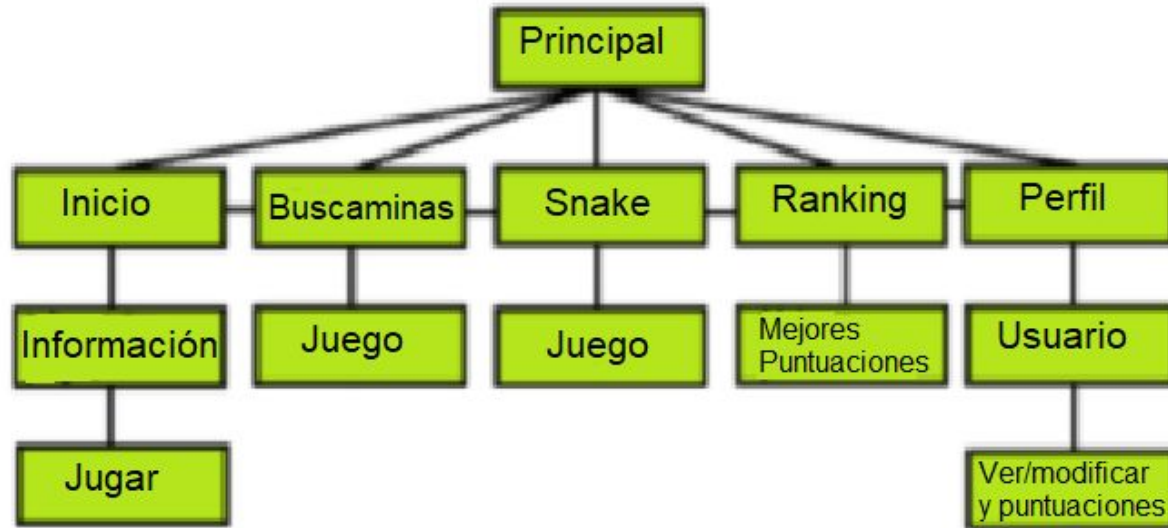 Principal
Inicio
Buscaminas
Snake
Ranking
Perfil
Información
Juego
Juego
Mejores
Puntuaciones
Usuario
Jugar
Ver/modificar
y puntuaciones